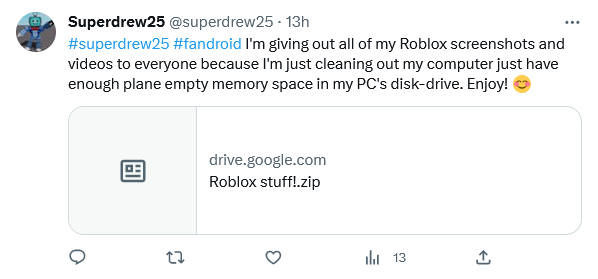 Superdrew25 @superdrew25 · 13h
#superdrew25 #fandroid I'm giving out all of my Roblox screenshots and
videos to everyone because I'm just cleaning out my computer just have
enough plane empty memory space in my PC's disk-drive. Enjoy! 😊
drive.google.com
Roblox stuff!.zip
13